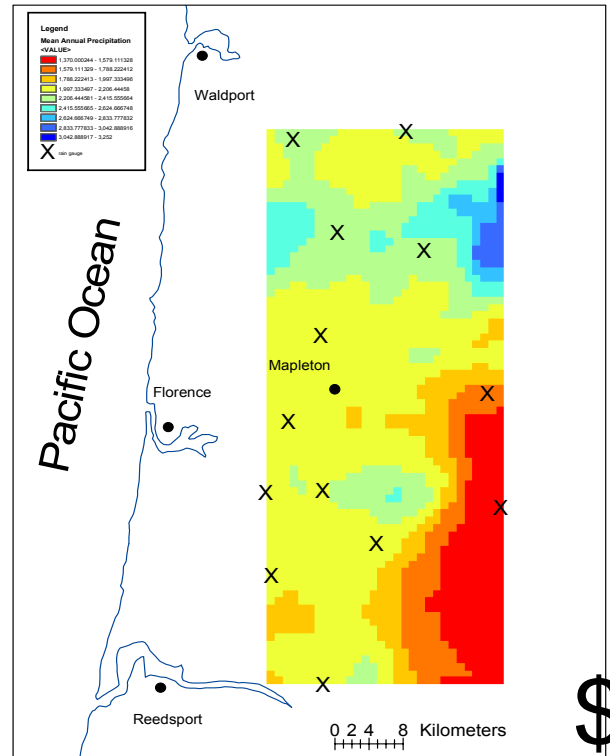 Legend
Mean Annual Precipitation
<VALUE>
1,370.000244 - 1,579.111328
1,579.111329 - 1,788.222412
1,788.222413 - 1,997.333496
1,997.333497 - 2,206.44458
2,206.444581 - 2,415.555664
2,415.555665 - 2,624.666748
2,624.666749 - 2,833.777832
2,833.777833 - 3,042.888916
3,042.888917 - 3,252
X rain gauge
Waldport
X X
X X
Pacific Ocean
X
Mapleton
Florence
X
X
X X
X
X
X
X
Reedsport
0 2 4 8 Kilometers
$